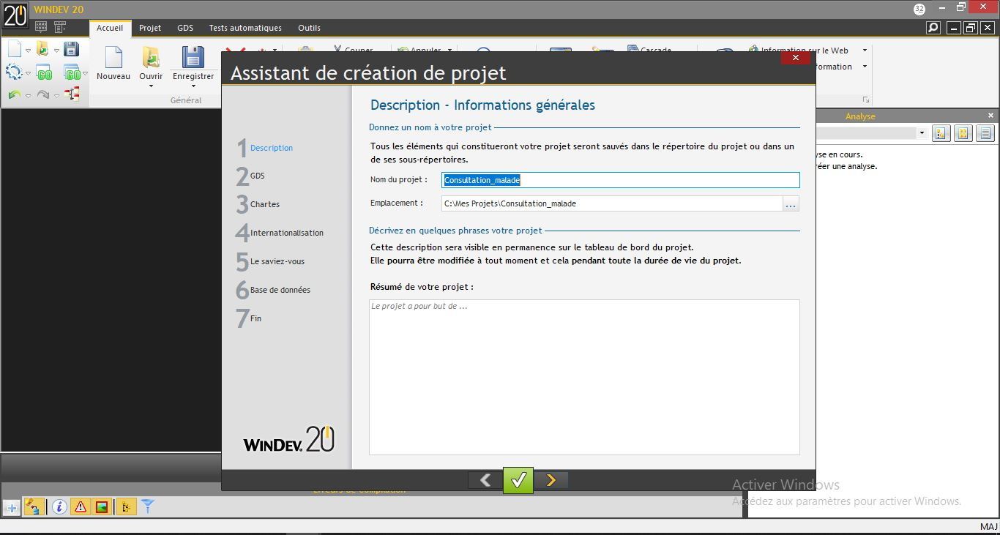 WINDEV 20
32
20
Accueil
Projet
GDS
Tests automatiques
Outils
Couper
Annuler
Cascade
Information sur le Web
Nouveau
Ouvrir
Enregistrer
formation
Général
Assistant de création de projet
Description - Informations générales
Donnez un nom à votre projet
Tous les éléments qui constitueront votre projet seront sauvés dans le répertoire du projet ou dans un
de ses sous-répertoires.
Nom du projet :
Consultation_malade
Emplacement :
C:\Mes Projets\Consultation_malade
...
Décrivez en quelques phrases votre projet
Cette description sera visible en permanence sur le tableau de bord du projet.
Elle pourra être modifiée à tout moment et cela pendant toute la durée de vie du projet.
Résumé de votre projet :
Le projet a pour but de ...
1 Description
2 GDS
3 Chartes
4 Internationalisation
5 Le saviez-vous
6 Base de données
7 Fin
WINDEV. 20
Analyse
yse en cours.
réer une analyse.
Erreurs de compilation
Activer Windows
Accédez aux paramètres pour activer Windows.
MAJ